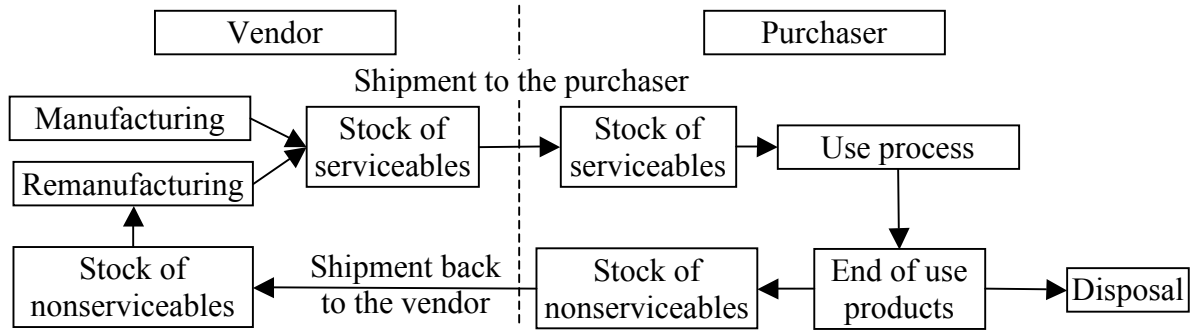 Vendor
Purchaser
Shipment to the purchaser
Manufacturing
Remanufacturing
Stock of
serviceables
Stock of
serviceables
Use process
Stock of
nonserviceables
Shipment back
to the vendor
Stock of
nonserviceables
End of use
products
Disposal